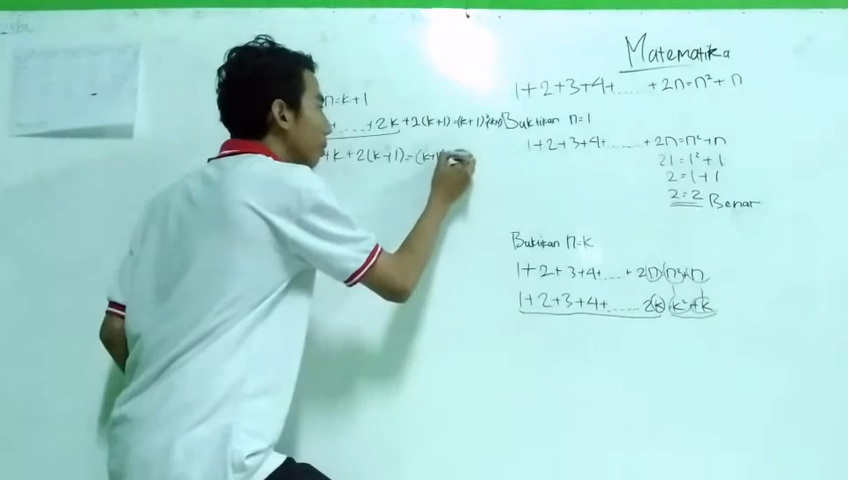 n=k+1
+.....+2k+2(k+1)=(k+1)²+(k+1)
+k+2(k+1)=(k+1)
Matematika
1+2+3+4+.....+2n=n²+n
Buktikan n=1
1+2+3+4+......+2n=n²+n
21=1²+1
2=1+1
2=2 Benar
Buktikan n=k
1+2+3+4+.....+2n=n²+n
1+2+3+4+......2k=k²+k